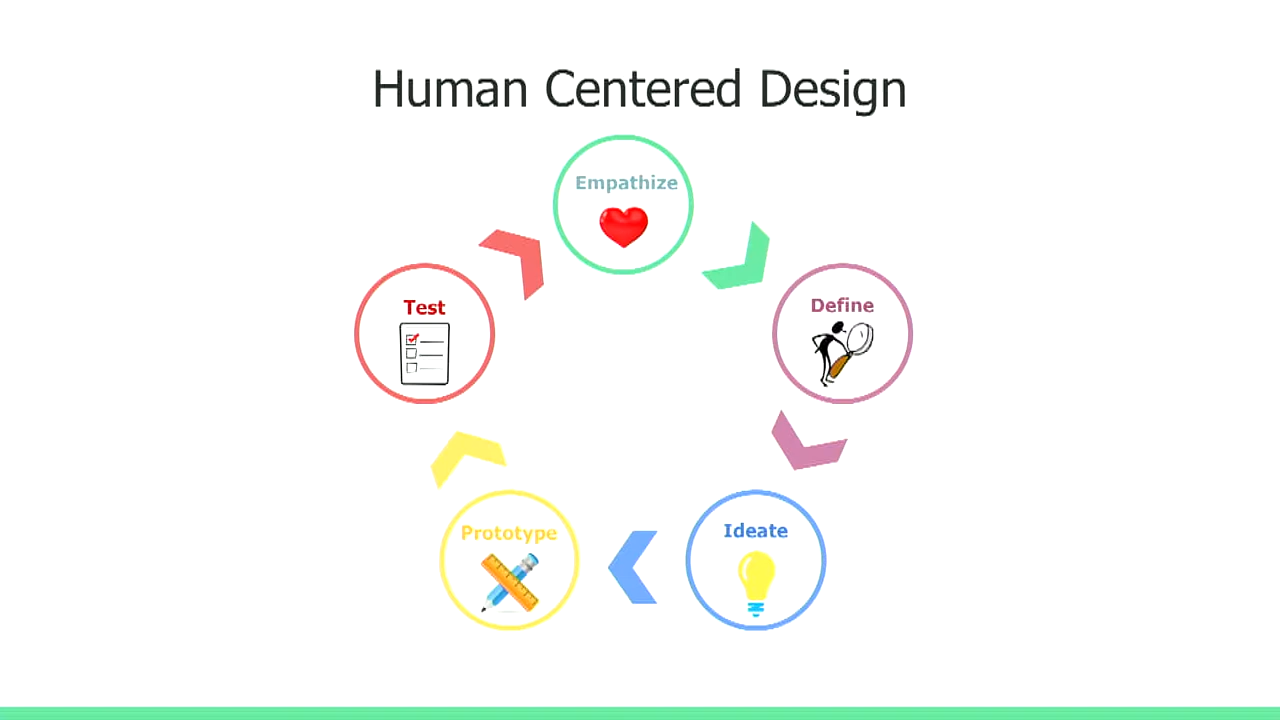 Human Centered Design
Empathize
Define
Ideate
Prototype
Test